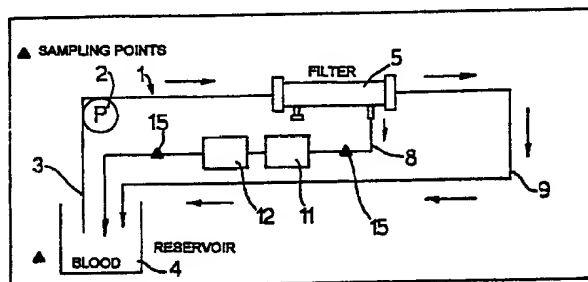 ▲ SAMPLING POINTS
FILTER
5
2
1
P
15
3
8
12
11
15
9
RESERVOIR
BLOOD
4